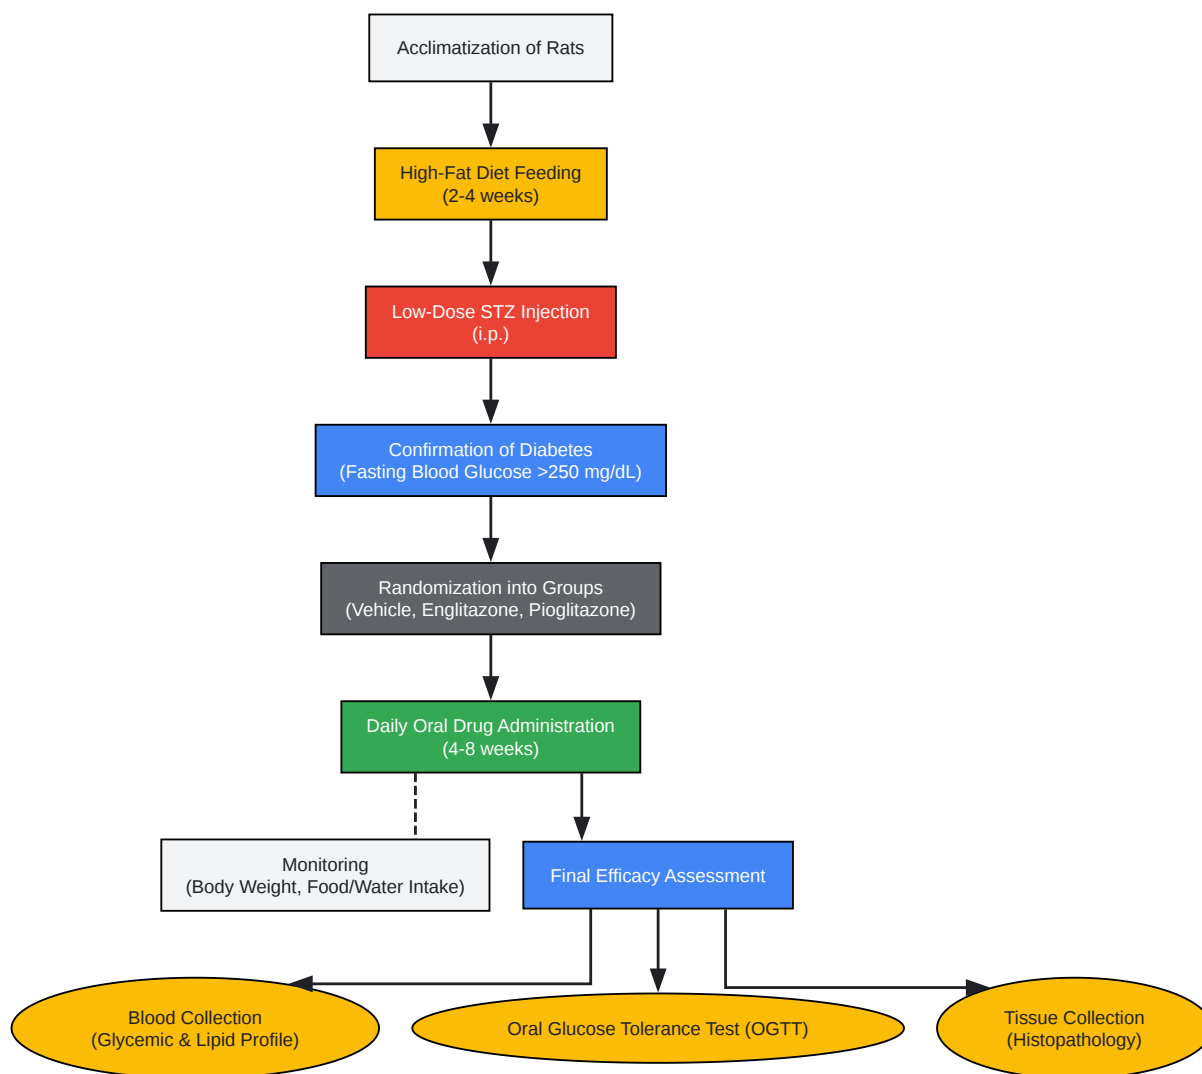 Acclimatization of Rats
High-Fat Diet Feeding
(2-4 weeks)
Low-Dose STZ Injection
(i.p.)
Confirmation of Diabetes
(Fasting Blood Glucose >250 mg/dL)
Randomization into Groups
(Vehicle, Englitazone, Pioglitazone)
Daily Oral Drug Administration
(4-8 weeks)
Monitoring
(Body Weight, Food/Water Intake)
Final Efficacy Assessment
Blood Collection
(Glycemic & Lipid Profile)
Oral Glucose Tolerance Test (OGTT)
Tissue Collection
(Histopathology)